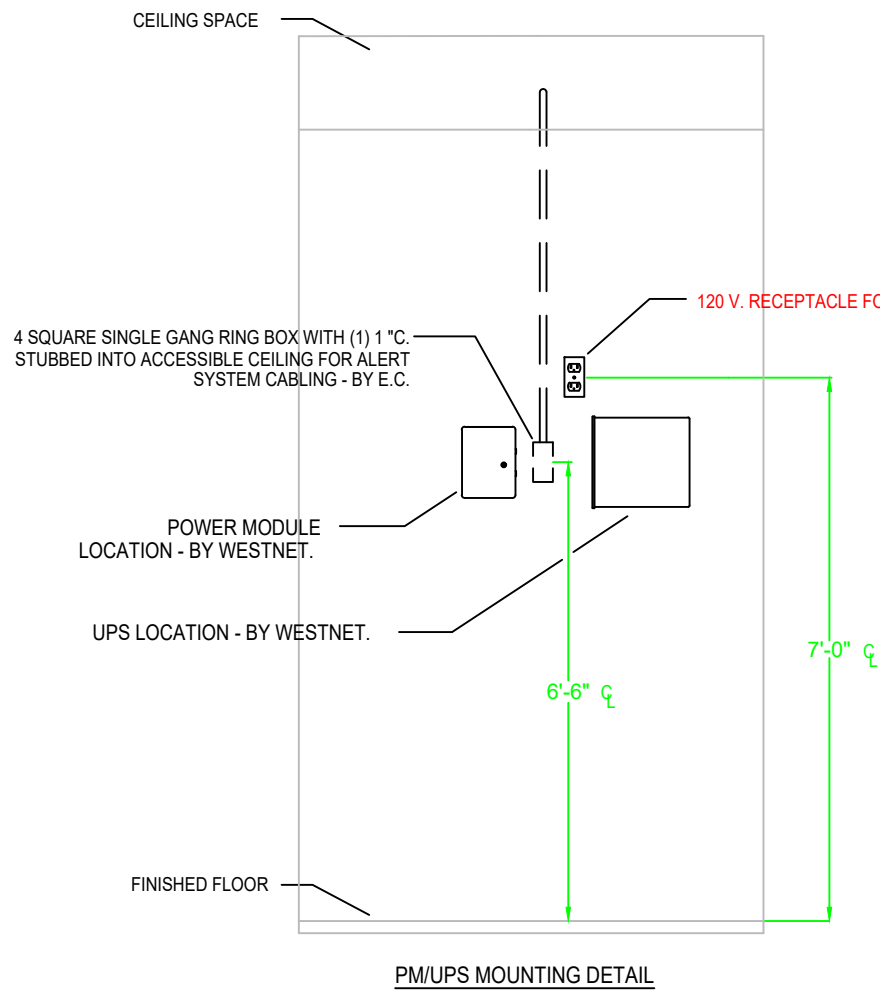 CEILING SPACE
120 V. RECEPTACLE
4 SQUARE SINGLE GANG RING BOX WITH (1) 1 "C.
STUBBED INTO ACCESSIBLE CEILING FOR ALERT
SYSTEM CABLING - BY E.C.
POWER MODULE
LOCATION - BY WESTNET.
UPS LOCATION - BY WESTNET.
7'-0" ℄
6'-6" ℄
FINISHED FLOOR
PM/UPS MOUNTING DETAIL